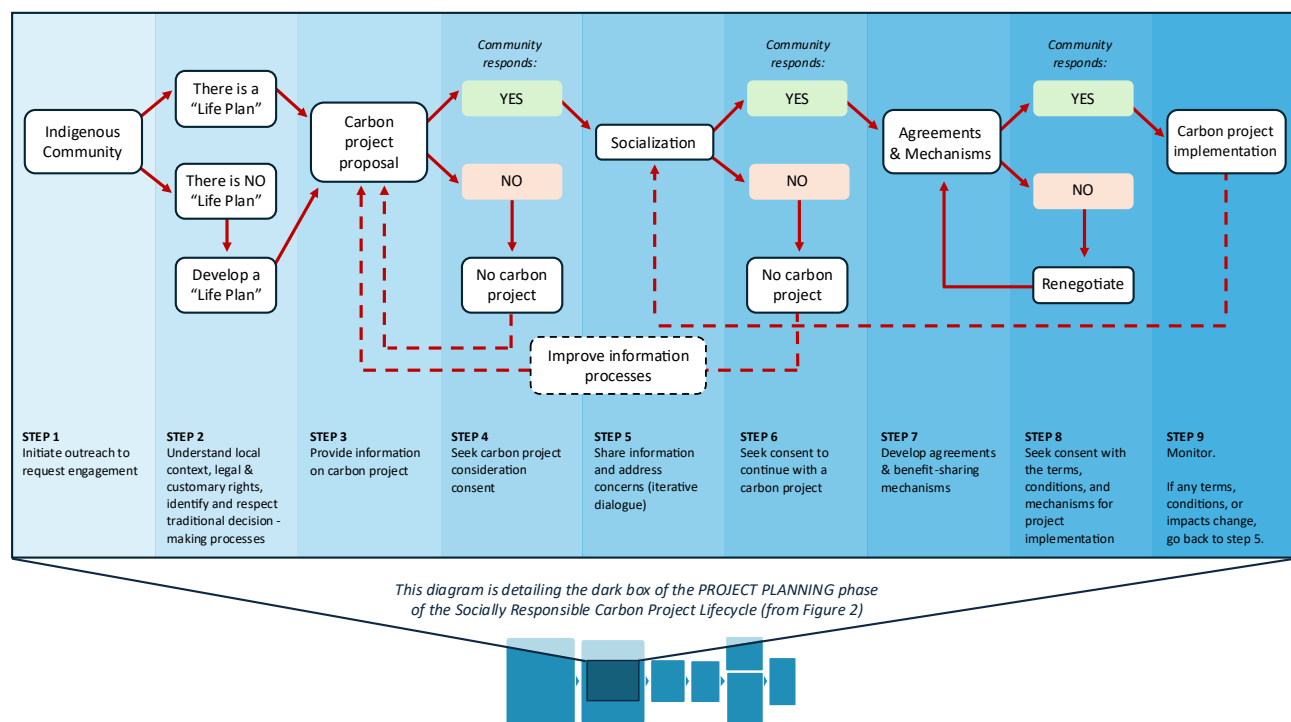 Community
responds:
Community
responds:
Community
responds:
There is a
“Life Plan”
YES
YES
YES
Indigenous
Community
Carbon
project
proposal
Socialization
Agreements
& Mechanisms
Carbon project
implementation
There is NO
“Life Plan”
NO
NO
NO
Develop a
“Life Plan”
No carbon
project
No carbon
project
Renegotiate
Improve information
processes
STEP 1
Initiate outreach to
request engagement
STEP 2
Understand local
context, legal &
customary rights,
identify and respect
traditional decision -
making processes
STEP 3
Provide information
on carbon project
STEP 4
Seek carbon project
consideration
consent
STEP 5
Share information
and address
concerns (iterative
dialogue)
STEP 6
Seek consent to
continue with a
carbon project
STEP 7
Develop agreements
& benefit-sharing
mechanisms
STEP 8
Seek consent with
the terms,
conditions, and
mechanisms for
project
implementation
STEP 9
Monitor.
If any terms,
conditions, or
impacts change,
go back to step 5.
This diagram is detailing the dark box of the PROJECT PLANNING phase
of the Socially Responsible Carbon Project Lifecycle (from Figure 2)